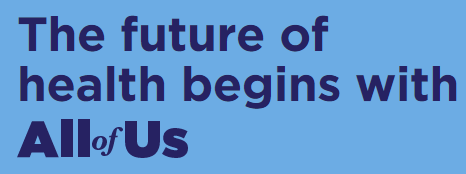 The future of
health begins with
All of Us